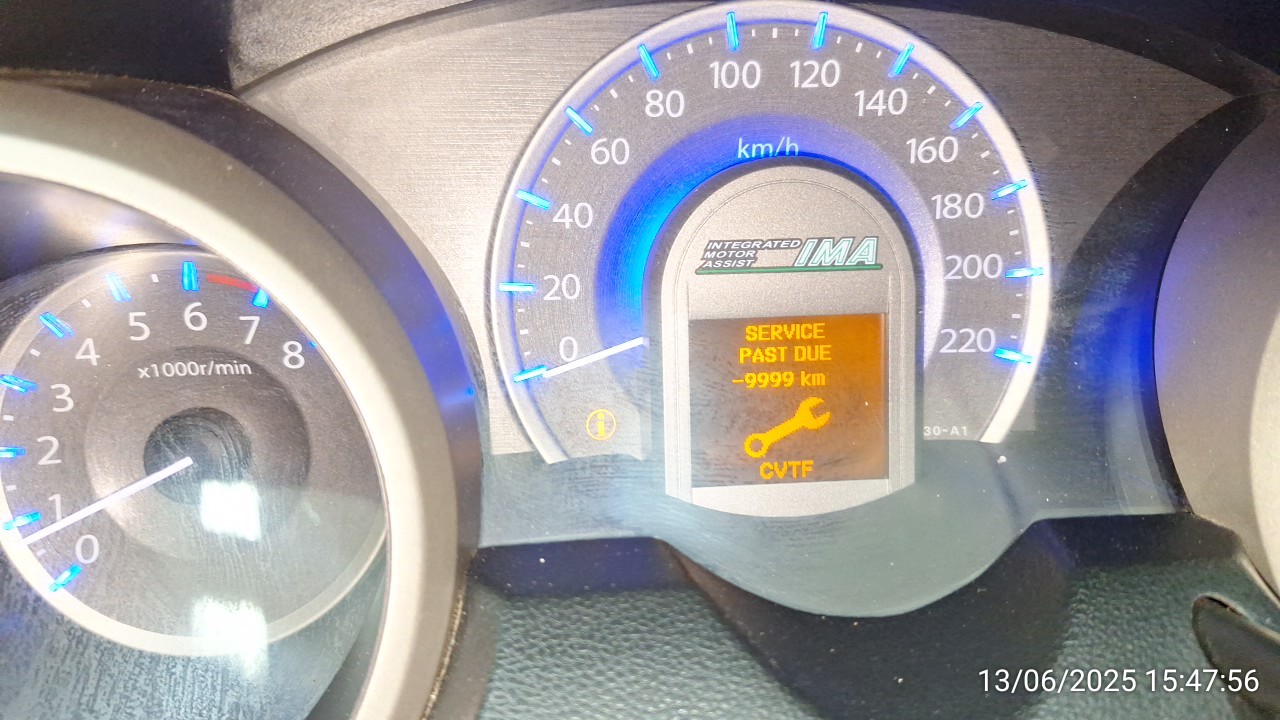 0
1
2
3
4
5
6
7
8
x1000r/min
0
20
40
60
80
100
120
140
160
180
200
220
km/h
INTEGRATED
MOTOR
ASSIST
IMA
SERVICE
PAST DUE
-9999 km
CVTF
i
30-A1
13/06/2025 15:47:56